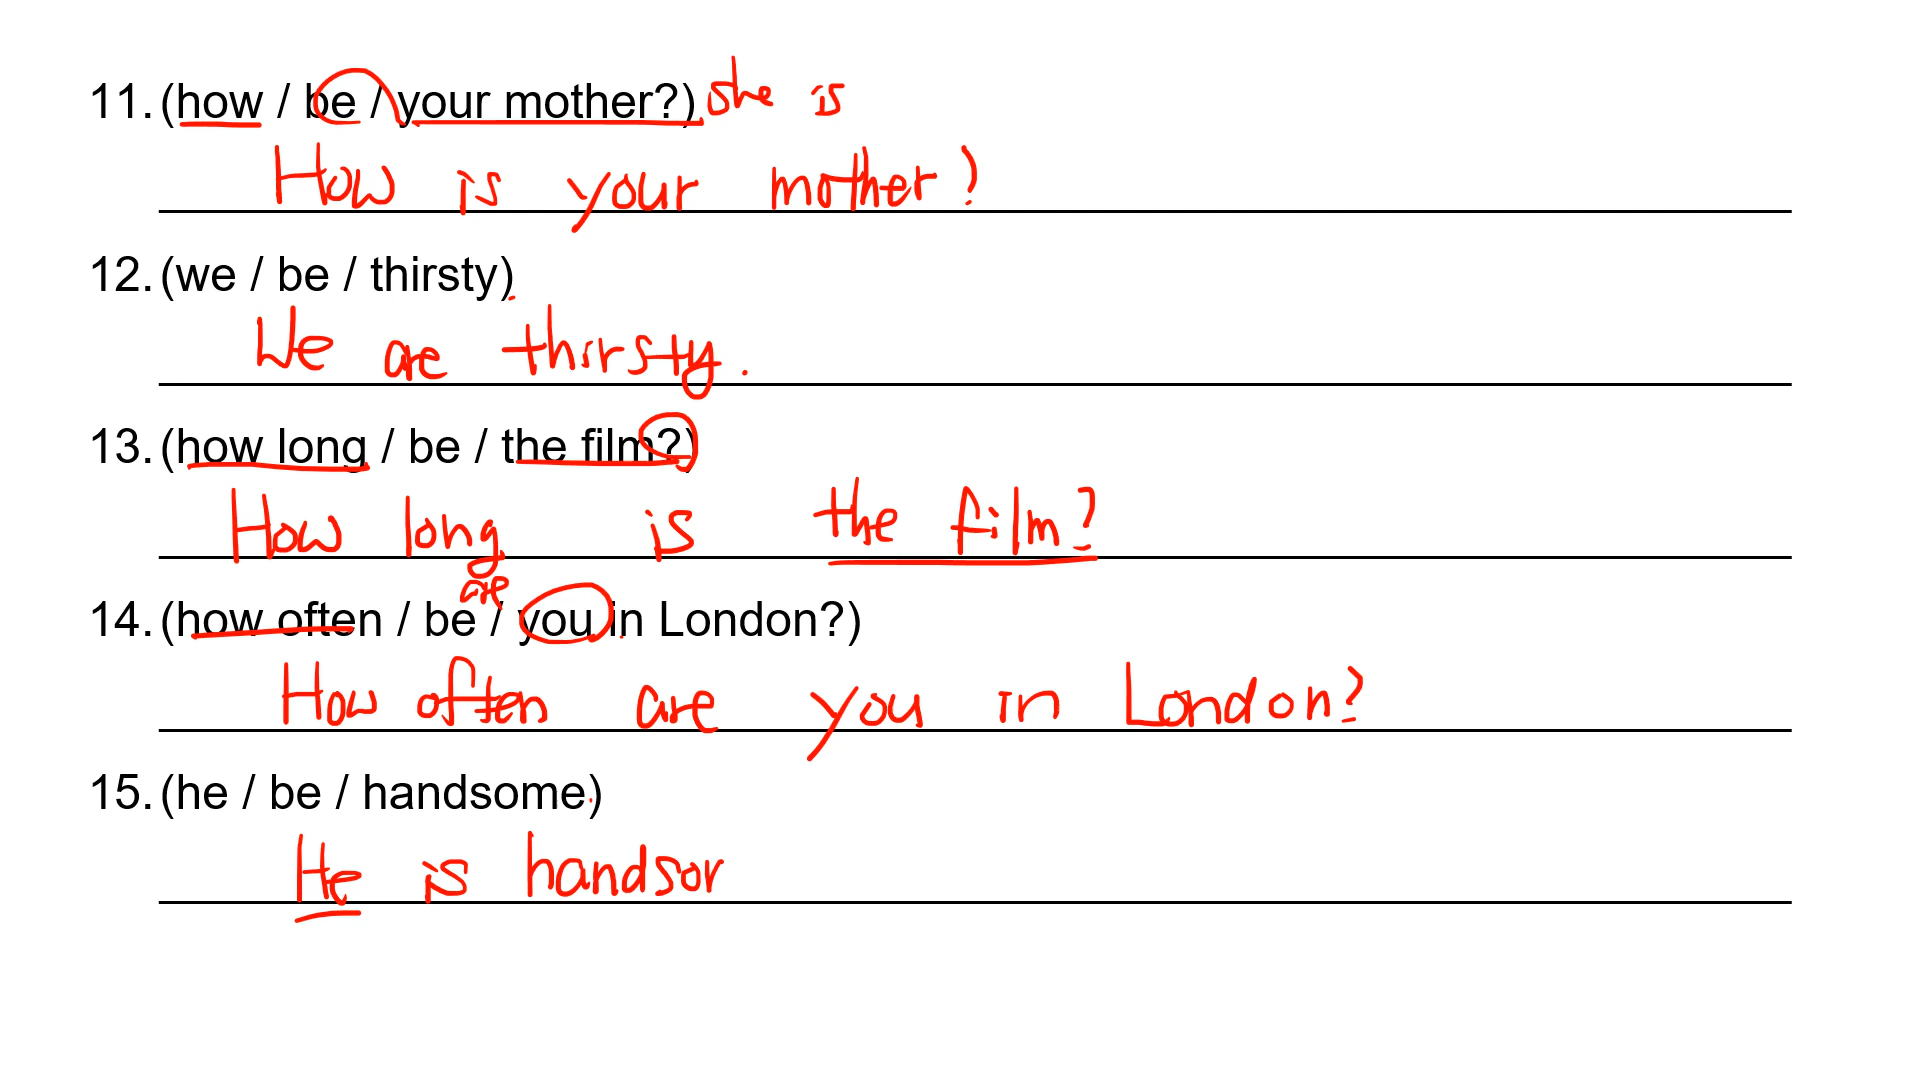 11. (how / be / your mother?) she is
How is your mother?
12. (we / be / thirsty)
We are thirsty.
13. (how long / be / the film?)
How long is the film?
are
14. (how often / be / you in London?)
How often are you in London?
15. (he / be / handsome)
He is handsor